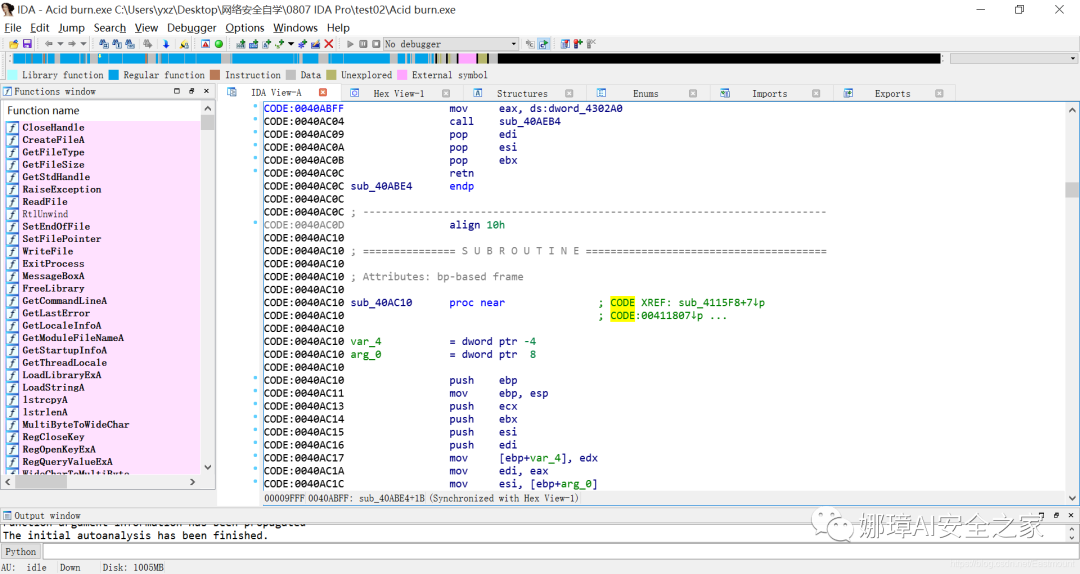 IDA - Acid burn.exe C:\Users\yxz\Desktop\网络安全自学\0807 IDA Pro\test02\Acid burn.exe
File Edit Jump Search View Debugger Options Windows Help
No debugger
Library function Regular function Instruction Data Unexplored External symbol
Functions window
IDA View-A Hex View-1 Structures Enums Imports Exports
Function name
CloseHandle
CreateFileA
GetFileType
GetFileSize
GetStdHandle
RaiseException
ReadFile
RtlUnwind
SetEndOfFile
SetFilePointer
WriteFile
ExitProcess
MessageBoxA
FreeLibrary
GetCommandLineA
GetLastError
GetLocaleInfoA
GetModuleFileNameA
GetStartupInfoA
GetThreadLocale
LoadLibraryExA
LoadStringA
lstrcpyA
lstrlenA
MultiByteToWideChar
RegCloseKey
RegOpenKeyExA
RegQueryValueExA
WideCharToMultiByte
CODE:0040ABFF mov eax, ds:dword_4302A0
CODE:0040AC04 call sub_40AEB4
CODE:0040AC09 pop edi
CODE:0040AC0A pop esi
CODE:0040AC0B pop ebx
CODE:0040AC0C retn
CODE:0040AC0C sub_40ABE4 endp
CODE:0040AC0C
CODE:0040AC0C ; ---------------------------------------------------------------------------
CODE:0040AC0D align 10h
CODE:0040AC10
CODE:0040AC10 ; =============== S U B R O U T I N E =======================================
CODE:0040AC10
CODE:0040AC10 ; Attributes: bp-based frame
CODE:0040AC10
CODE:0040AC10 sub_40AC10 proc near ; CODE XREF: sub_4115F8+7↓p
CODE:0040AC10 ; CODE:00411807↓p ...
CODE:0040AC10
CODE:0040AC10 var_4 = dword ptr -4
CODE:0040AC10 arg_0 = dword ptr 8
CODE:0040AC10
CODE:0040AC10 push ebp
CODE:0040AC11 mov ebp, esp
CODE:0040AC13 push ecx
CODE:0040AC14 push ebx
CODE:0040AC15 push esi
CODE:0040AC16 push edi
CODE:0040AC17 mov [ebp+var_4], edx
CODE:0040AC1A mov edi, eax
CODE:0040AC1C mov esi, [ebp+arg_0]
00009FFF 0040ABFF: sub_40ABE4+1B (Synchronized with Hex View-1)
Output window
Function argument information has been propagated
The initial autoanalysis has been finished.
Python
AU: idle Down Disk: 1005MB
娜璋AI安全之家